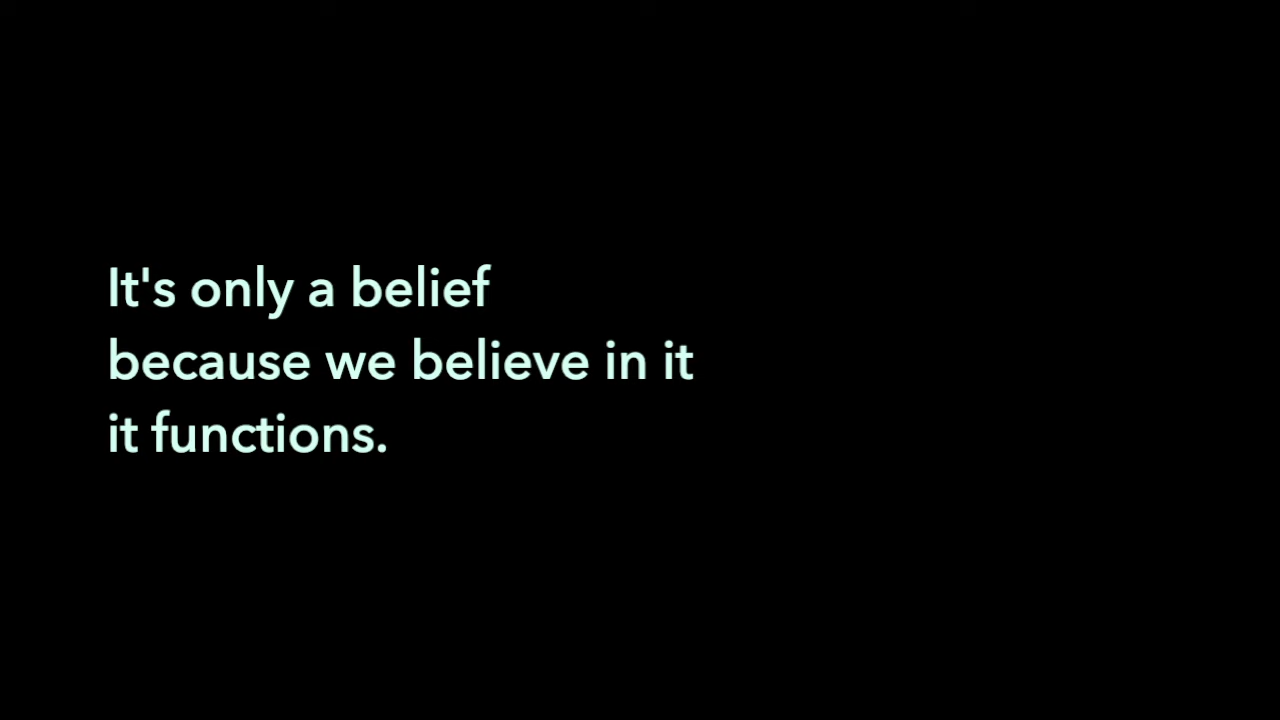 It's only a belief
because we believe in it
it functions.